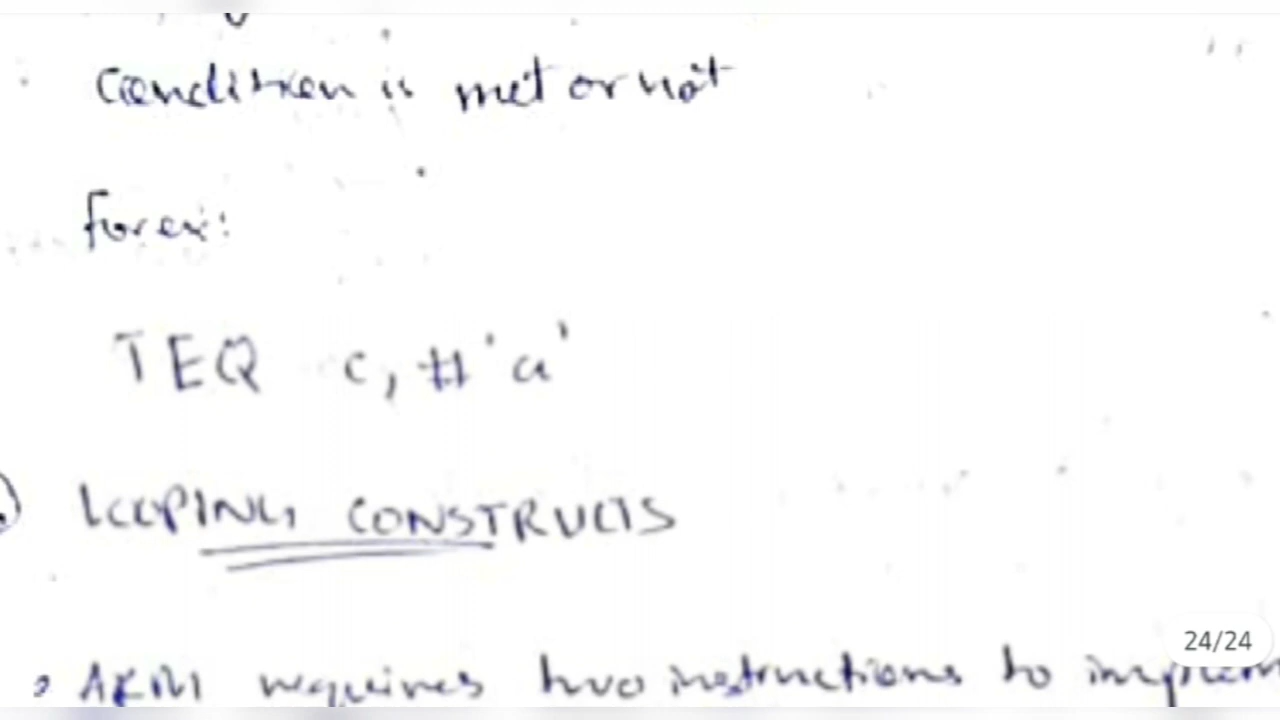 condition is met or not
for ex:
TEQ c, #'a'
LOOPING CONSTRUCTS
24/24
ARM requires two instructions to